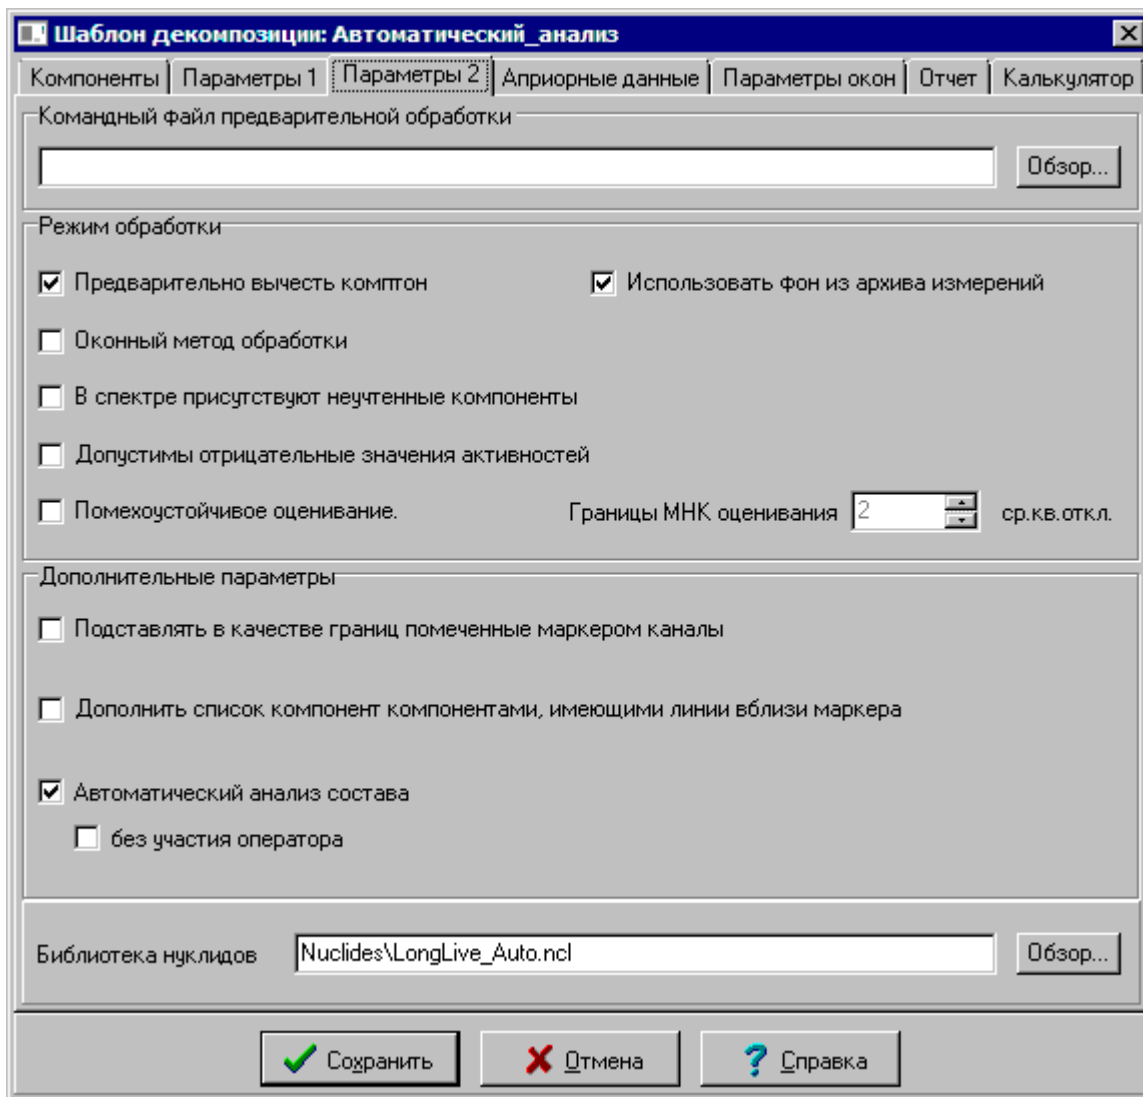 Шаблон декомпозиции: Автоматический_анализ
Компоненты Параметры 1 Параметры 2 Априорные данные Параметры окон Отчет Калькулятор
Командный файл предварительной обработки
Обзор...
Режим обработки
Предварительно вычесть комптон Использовать фон из архива измерений
Оконный метод обработки
В спектре присутствуют неучтенные компоненты
Допустимы отрицательные значения активностей
Помехоустойчивое оценивание. Границы МНК оценивания 2 ср.кв.откл.
Дополнительные параметры
Подставлять в качестве границ помеченные маркером каналы
Дополнить список компонент компонентами, имеющими линии вблизи маркера
Автоматический анализ состава
без участия оператора
Библиотека нуклидов Nuclides\LongLive_Auto.ncl Обзор...
Сохранить Отмена ? Справка